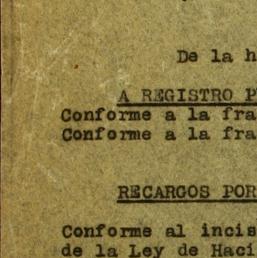 De la h
A REGISTRO P
Conforme a la fra
Conforme a la fra
RECARGOS POR
Conforme al incis
de la Ley de Haci